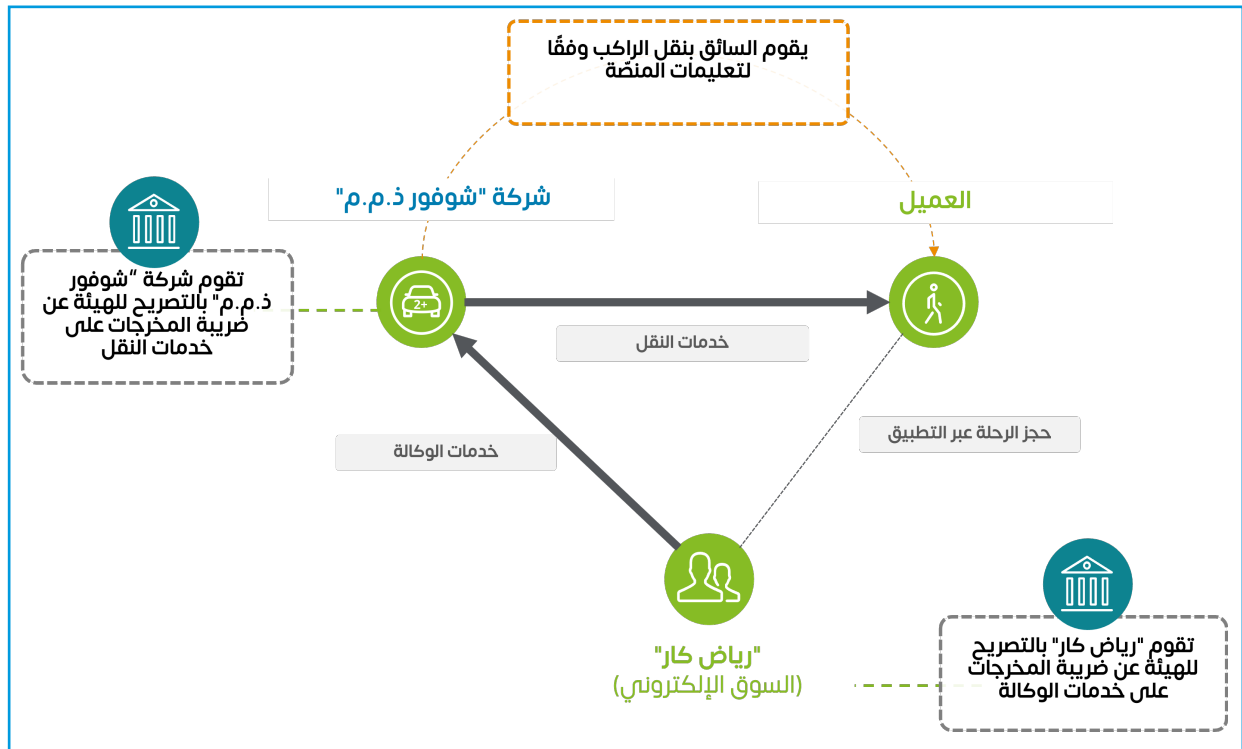 يقوم السائق بنقل الراكب وفقًا
لتعليمات المنصّة
العميل
شركة "شوفور ذ.م.م"
تقوم شركة “شوفور
ذ.م.م" بالتصريح للهيئة عن
ضريبة المخرجات على
خدمات النقل
2+
خدمات النقل
حجز الرحلة عبر التطبيق
خدمات الوكالة
"رياض كار"
(السوق الإلكتروني)
تقوم "رياض كار" بالتصريح
للهيئة عن ضريبة المخرجات
على خدمات الوكالة